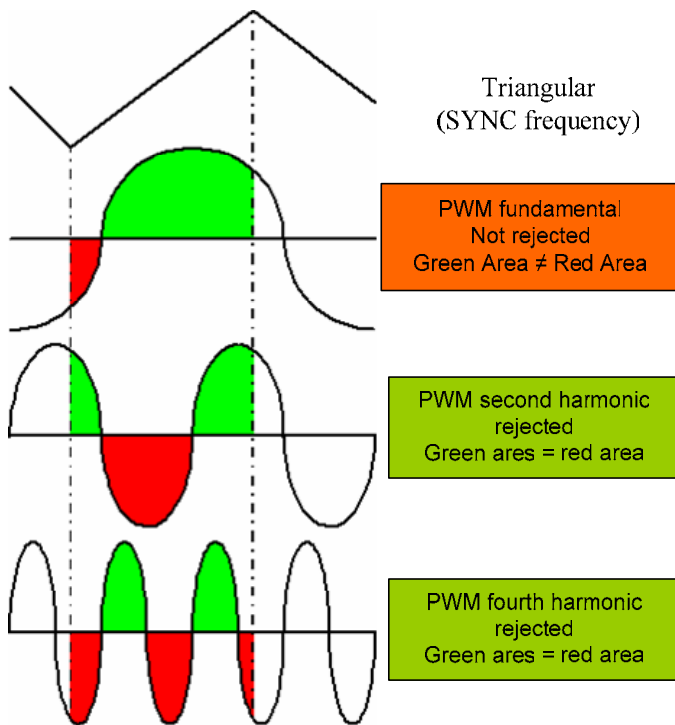 Triangular
(SYNC frequency)
PWM fundamental
Not rejected
Green Area ≠ Red Area
PWM second harmonic
rejected
Green ares = red area
PWM fourth harmonic
rejected
Green ares = red area